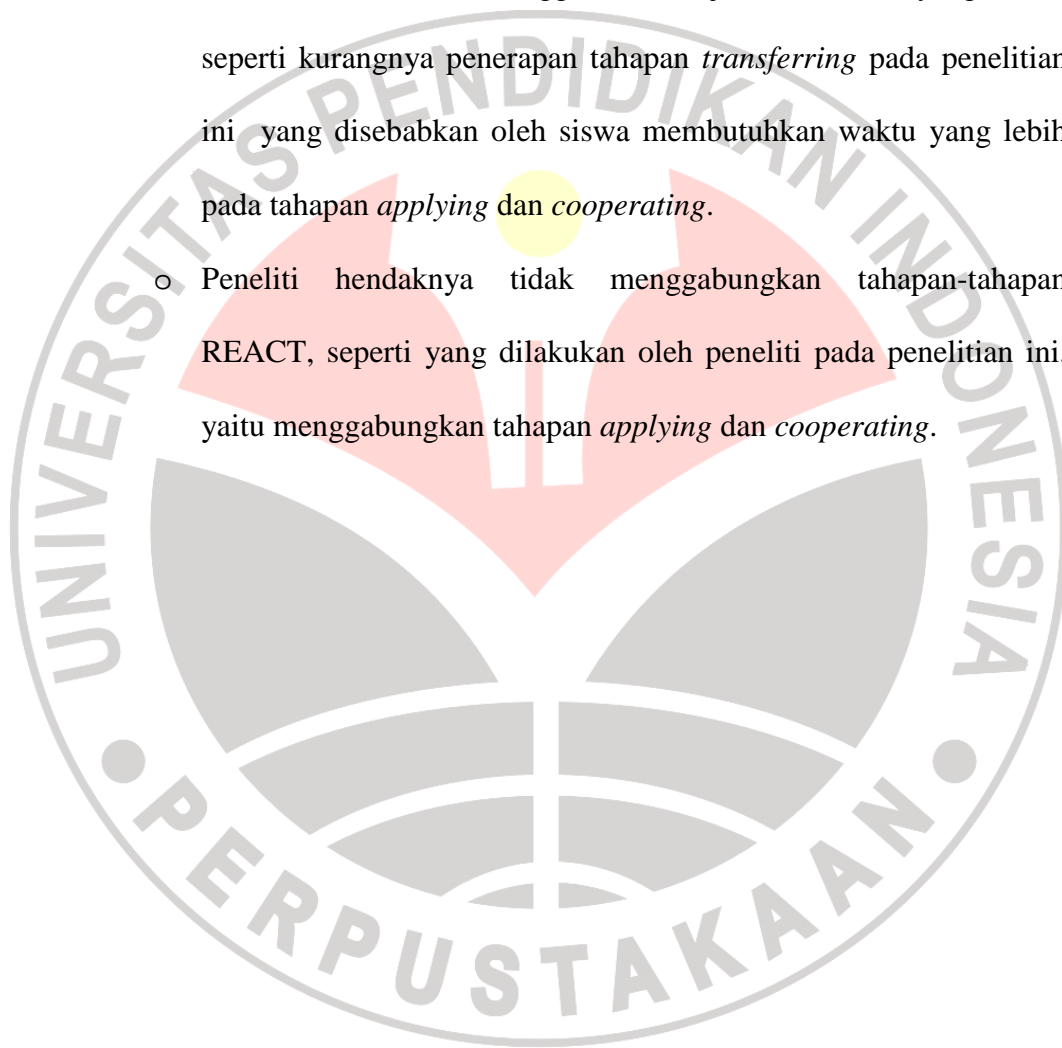 seperti kurangnya penerapan tahapan transferring pada penelitian
ini yang disebabkan oleh siswa membutuhkan waktu yang lebih
pada tahapan applying dan cooperating.
o Peneliti hendaknya tidak menggabungkan tahapan-tahapan
REACT, seperti yang dilakukan oleh peneliti pada penelitian ini,
yaitu menggabungkan tahapan applying dan cooperating.
UNIVERSITAS PENDIDIKAN INDONESIA
PERPUSTAKAAN